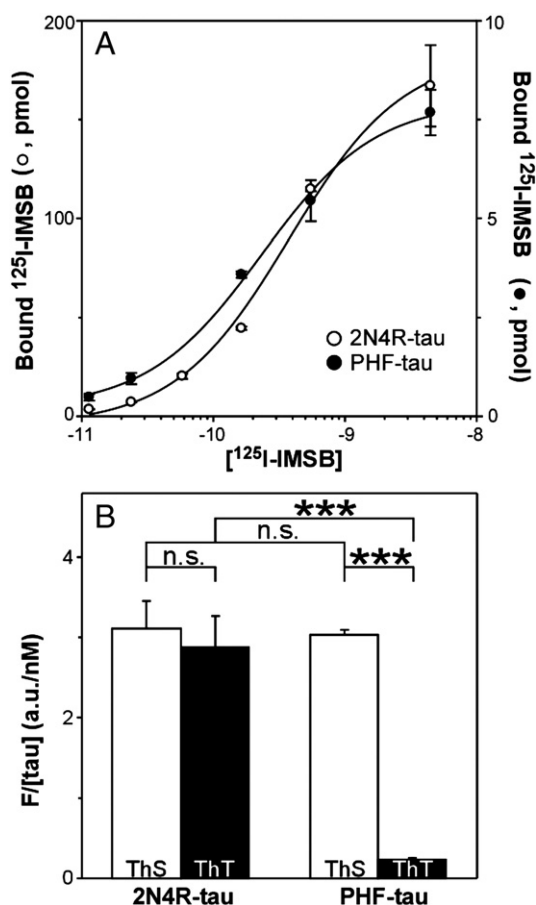 A
200
100
0
Bound ¹²⁵I-IMSB (○, pmol)
10
5
0
Bound ¹²⁵I-IMSB (●, pmol)
○ 2N4R-tau
● PHF-tau
-11 -10 -9 -8
[¹²⁵I-IMSB]
B
***
n.s.
n.s.
***
4
2
0
F/[tau] (a.u./nM)
ThS ThT ThS ThT
2N4R-tau PHF-tau